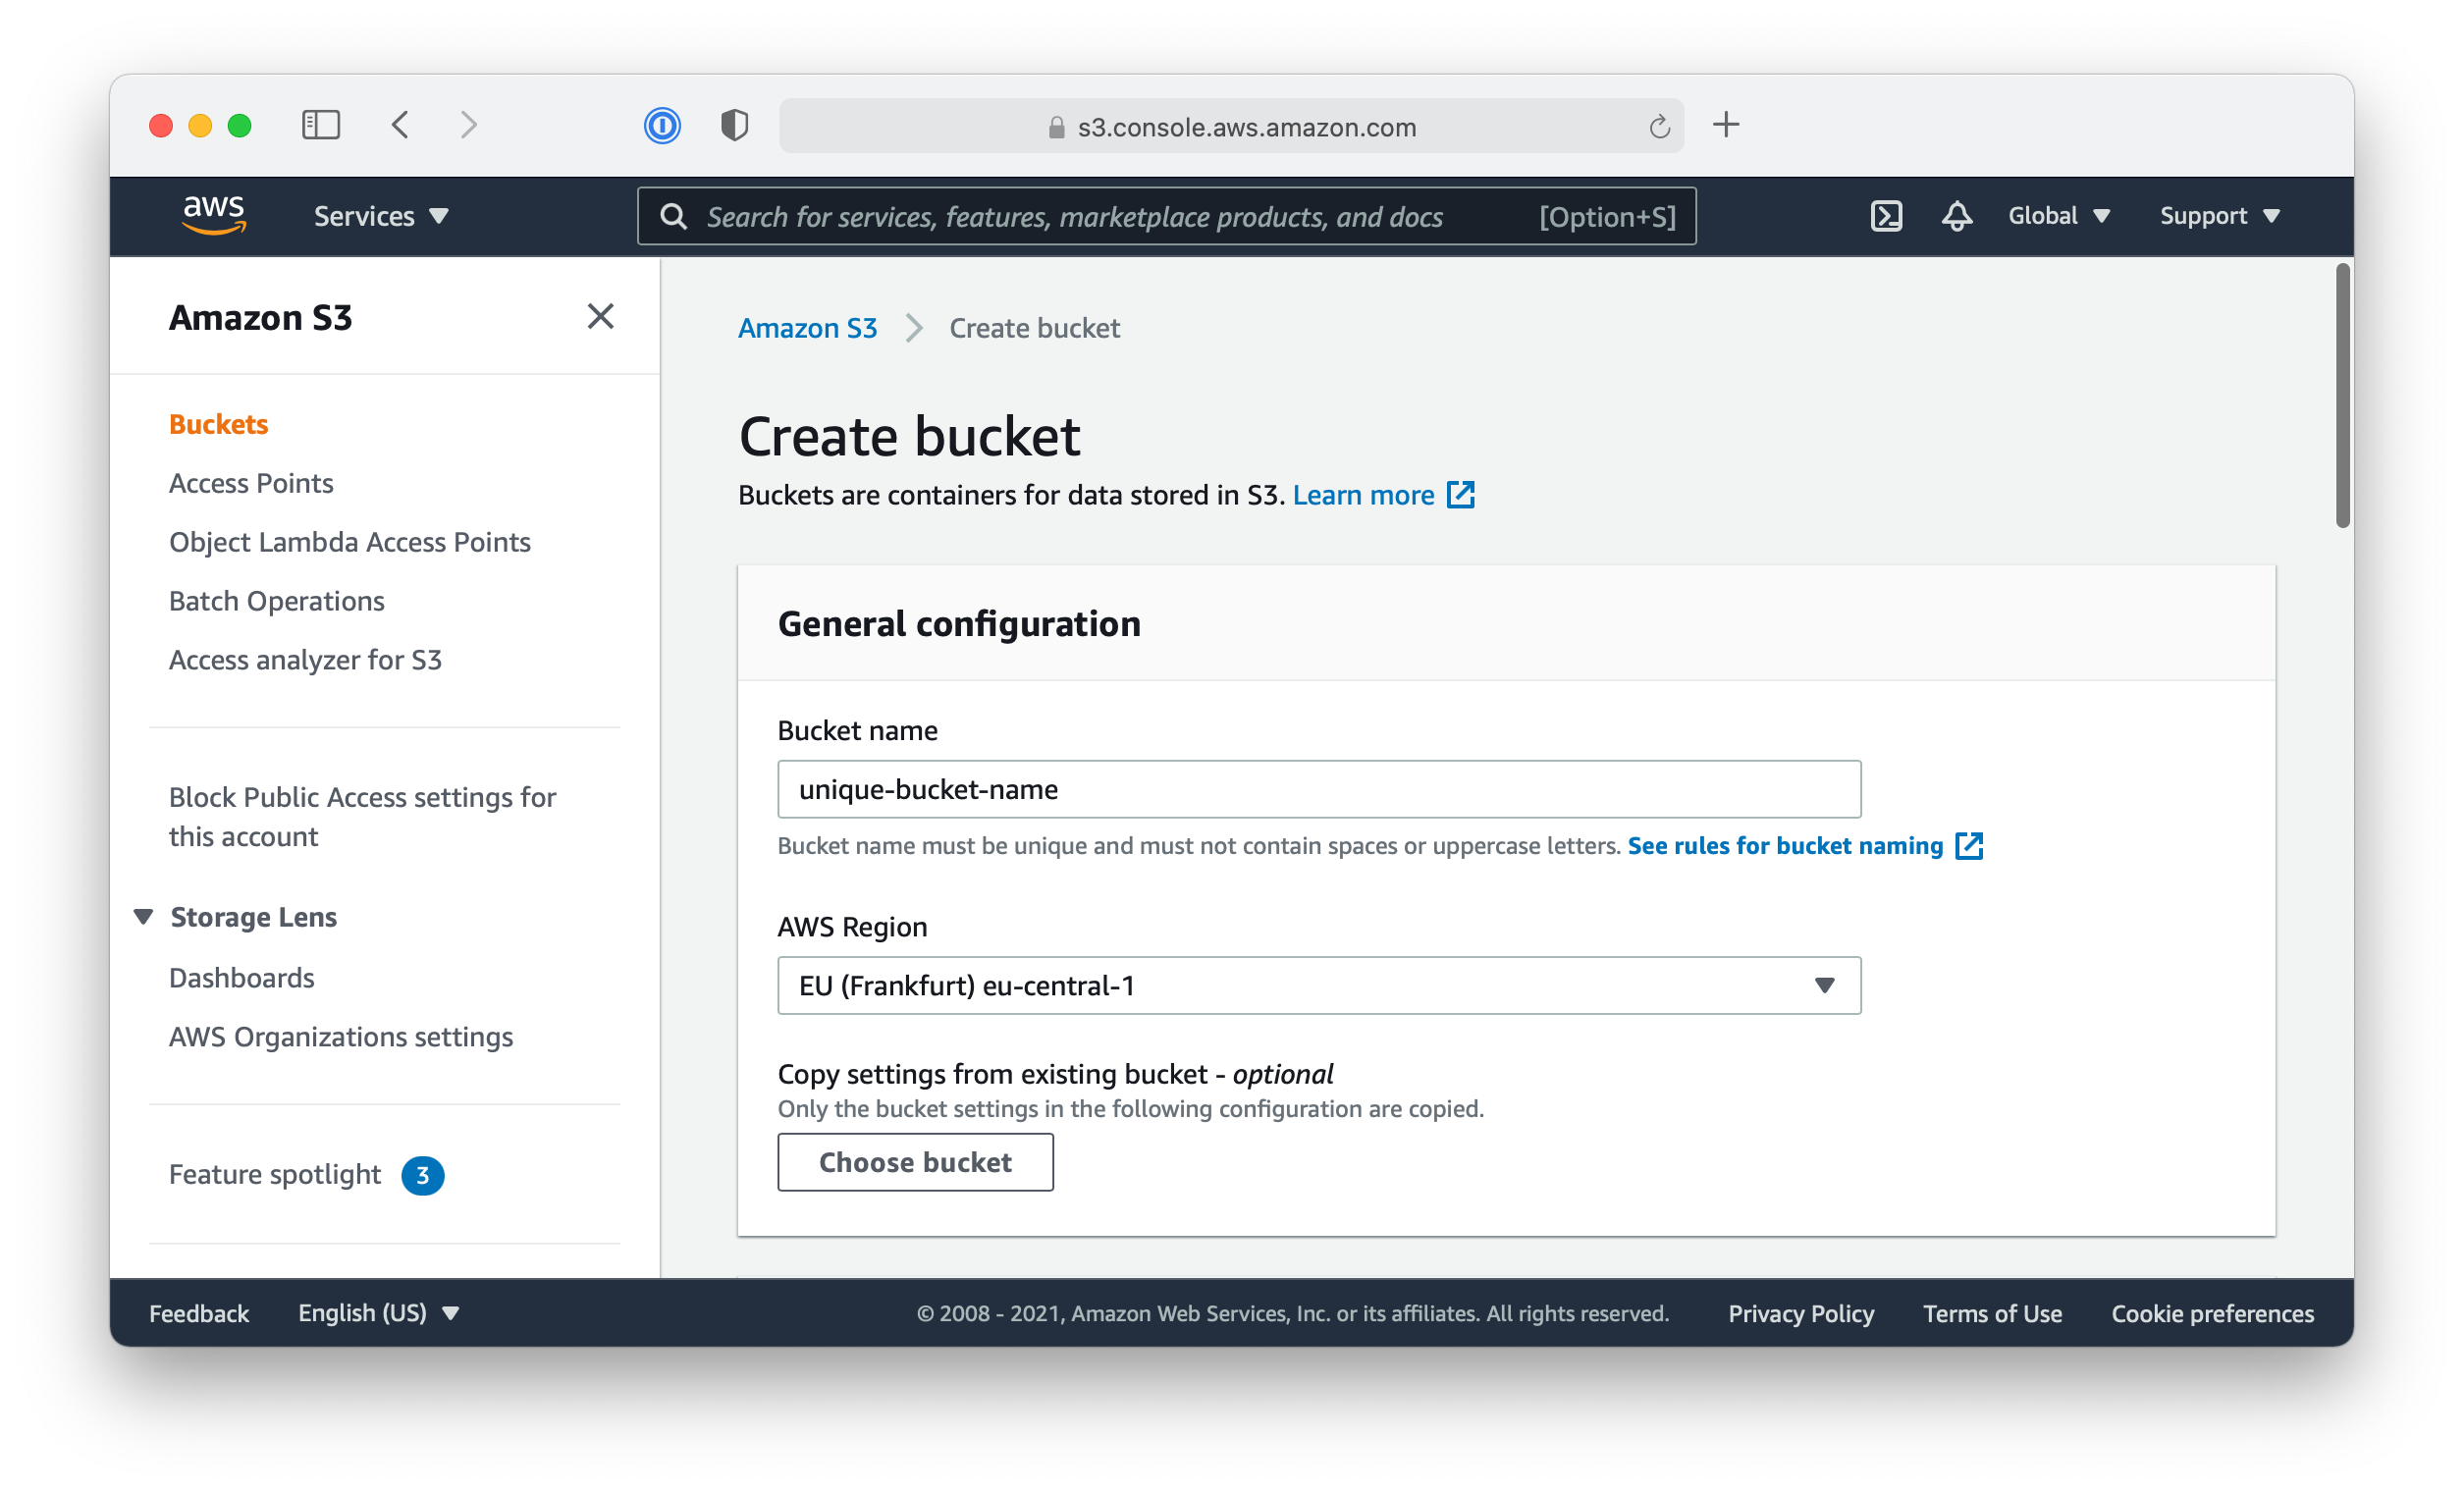 s3.console.aws.amazon.com
aws
Services
Search for services, features, marketplace products, and docs
[Option+S]
Global
Support
Amazon S3
Buckets
Access Points
Object Lambda Access Points
Batch Operations
Access analyzer for S3
Block Public Access settings for
this account
Storage Lens
Dashboards
AWS Organizations settings
Feature spotlight 3
Amazon S3
Create bucket
Create bucket
Buckets are containers for data stored in S3. Learn more
General configuration
Bucket name
unique-bucket-name
Bucket name must be unique and must not contain spaces or uppercase letters. See rules for bucket naming
AWS Region
EU (Frankfurt) eu-central-1
Copy settings from existing bucket - optional
Only the bucket settings in the following configuration are copied.
Choose bucket
Feedback
English (US)
© 2008 - 2021, Amazon Web Services, Inc. or its affiliates. All rights reserved.
Privacy Policy
Terms of Use
Cookie preferences